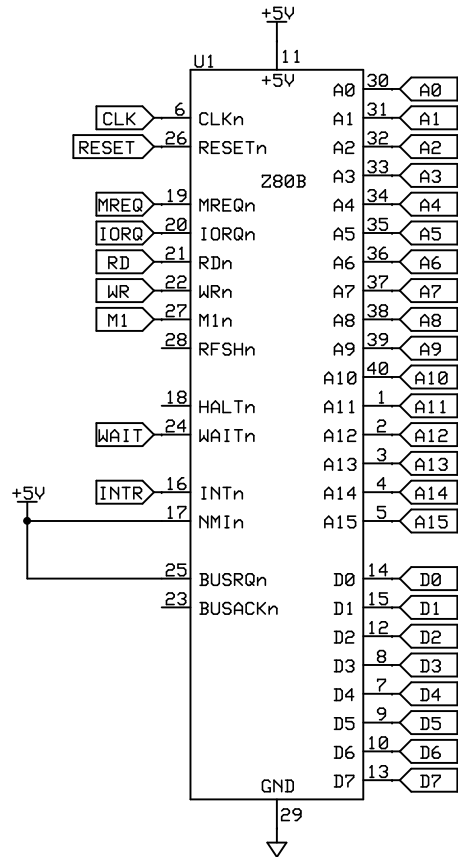 +5V
U1 11
+5V
30 A0 A0
CLK 6 CLKn 31 A1 A1
RESET 26 RESETn 32 A2 A2
Z80B 33 A3 A3
MREQ 19 MREQn 34 A4 A4
IORQ 20 IORQn 35 A5 A5
RD 21 RDn 36 A6 A6
WR 22 WRn 37 A7 A7
M1 27 M1n 38 A8 A8
28 RFSHn 39 A9 A9
40 A10 A10
18 HALTn A11 1 A11
WAIT 24 WAITn A12 2 A12
A13 3 A13
+5V INTR 16 INTn A14 4 A14
17 NMIn A15 5 A15
25 BUSRQn D0 14 D0
23 BUSACKn D1 15 D1
D2 12 D2
D3 8 D3
D4 7 D4
D5 9 D5
D6 10 D6
D7 13 D7
GND
29